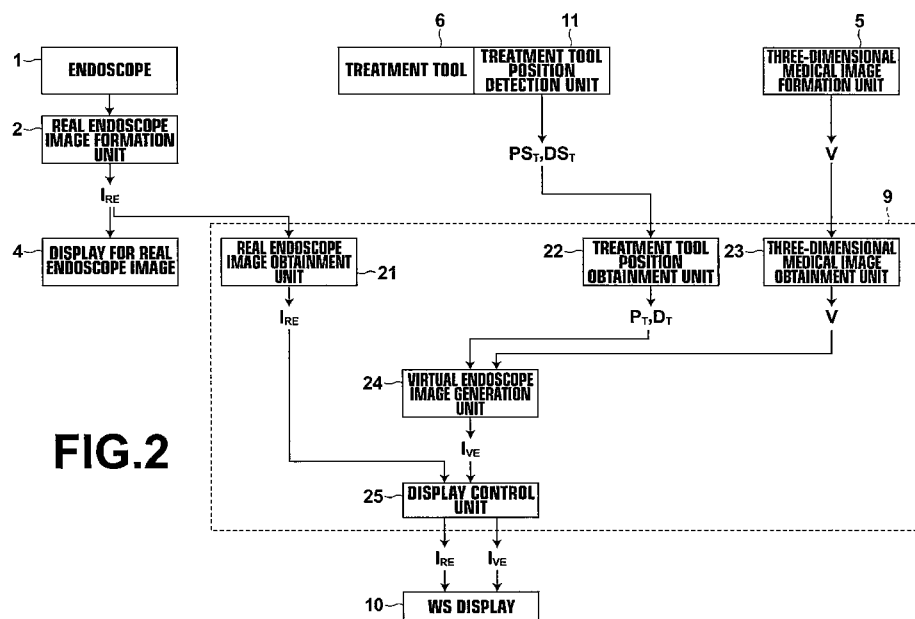 6
11
5
1
ENDOSCOPE
TREATMENT TOOL
TREATMENT TOOL
POSITION
DETECTION UNIT
THREE-DIMENSIONAL
MEDICAL IMAGE
FORMATION UNIT
2
REAL ENDOSCOPE
IMAGE FORMATION
UNIT
PST,DST
V
IRE
9
4
DISPLAY FOR REAL
ENDOSCOPE IMAGE
REAL ENDOSCOPE
IMAGE OBTAINMENT
UNIT
21
22
TREATMENT TOOL
POSITION
OBTAINMENT UNIT
23
THREE-DIMENSIONAL
MEDICAL IMAGE
OBTAINMENT UNIT
IRE
PT,DT
V
24
VIRTUAL ENDOSCOPE
IMAGE GENERATION
UNIT
FIG.2
IVE
25
DISPLAY CONTROL
UNIT
IRE
IVE
10
WS DISPLAY